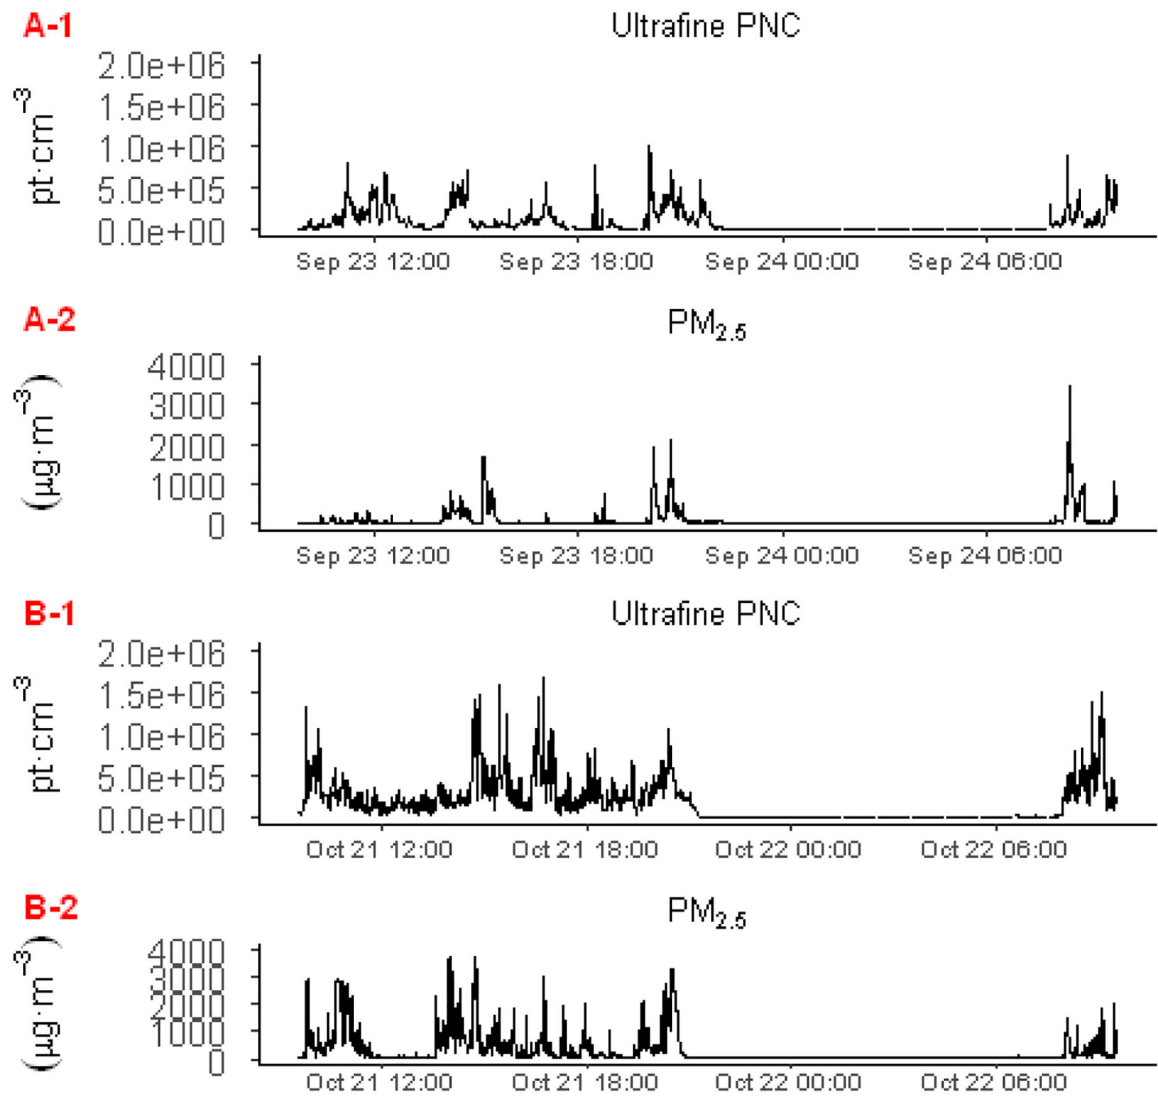 A-1
Ultrafine PNC
pt·cm⁻³
2.0e+06
1.5e+06
1.0e+06
5.0e+05
0.0e+00
Sep 23 12:00 Sep 23 18:00 Sep 24 00:00 Sep 24 06:00
A-2
PM₂.₅
(µg·m⁻³)
4000
3000
2000
1000
0
Sep 23 12:00 Sep 23 18:00 Sep 24 00:00 Sep 24 06:00
B-1
Ultrafine PNC
pt·cm⁻³
2.0e+06
1.5e+06
1.0e+06
5.0e+05
0.0e+00
Oct 21 12:00 Oct 21 18:00 Oct 22 00:00 Oct 22 06:00
B-2
PM₂.₅
(µg·m⁻³)
4000
3000
2000
1000
0
Oct 21 12:00 Oct 21 18:00 Oct 22 00:00 Oct 22 06:00